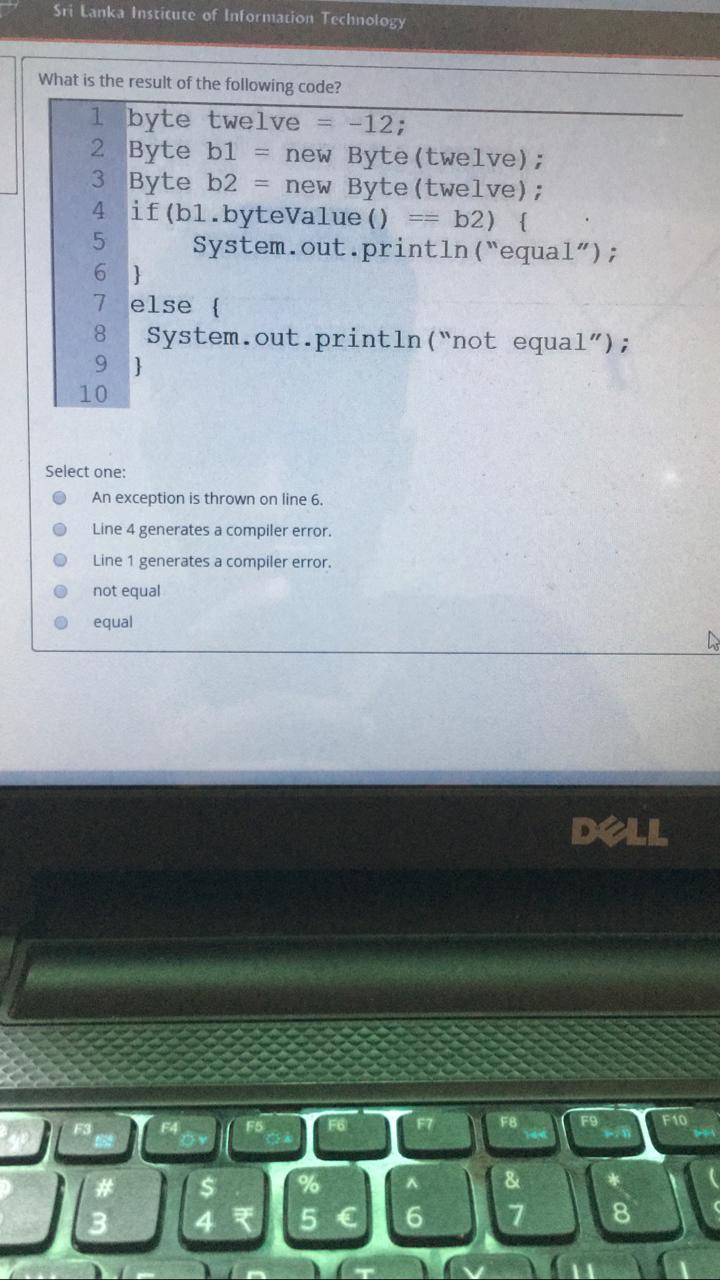 Sri Lanka Institute of Information Technology
What is the result of the following code?
1 byte twelve = -12;
2 Byte b1 = new Byte(twelve);
3 Byte b2 = new Byte(twelve);
4 if(b1.byteValue() == b2) {
5 System.out.println(“equal”);
6 }
7 else {
8 System.out.println(“not equal”);
9 }
10
Select one:
An exception is thrown on line 6.
Line 4 generates a compiler error.
Line 1 generates a compiler error.
not equal
equal
DELL
F3 F4 F5 F6 F7 F8 F9 F10
# $ % ^ & * (
3 4 ₹ 5 € 6 7 8